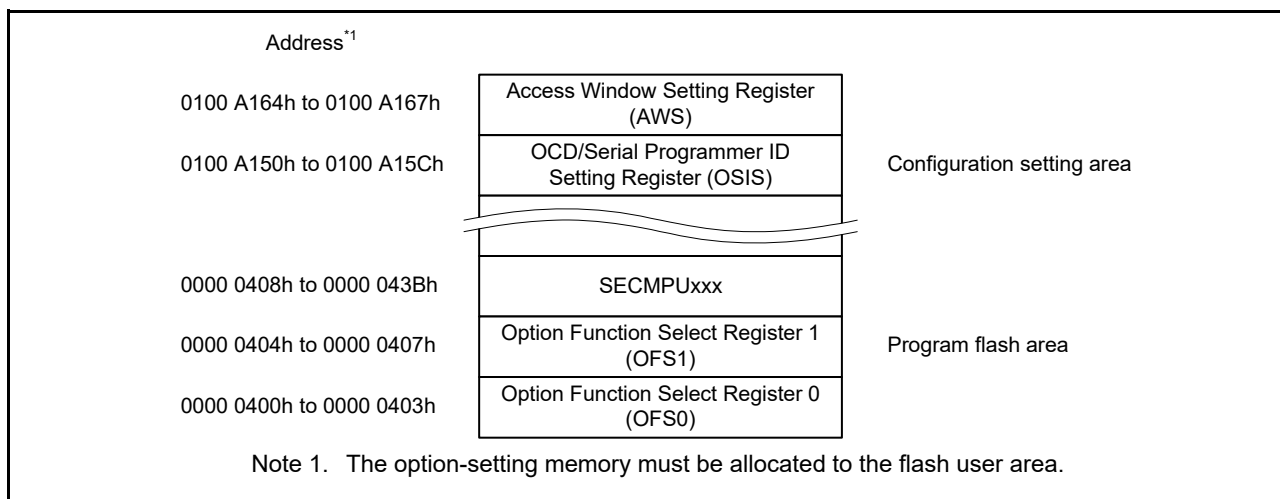 Address*1
0100 A164h to 0100 A167h
Access Window Setting Register
(AWS)
0100 A150h to 0100 A15Ch
OCD/Serial Programmer ID
Setting Register (OSIS)
Configuration setting area
0000 0408h to 0000 043Bh
SECMPUxxx
0000 0404h to 0000 0407h
Option Function Select Register 1
(OFS1)
Program flash area
0000 0400h to 0000 0403h
Option Function Select Register 0
(OFS0)
Note 1. The option-setting memory must be allocated to the flash user area.